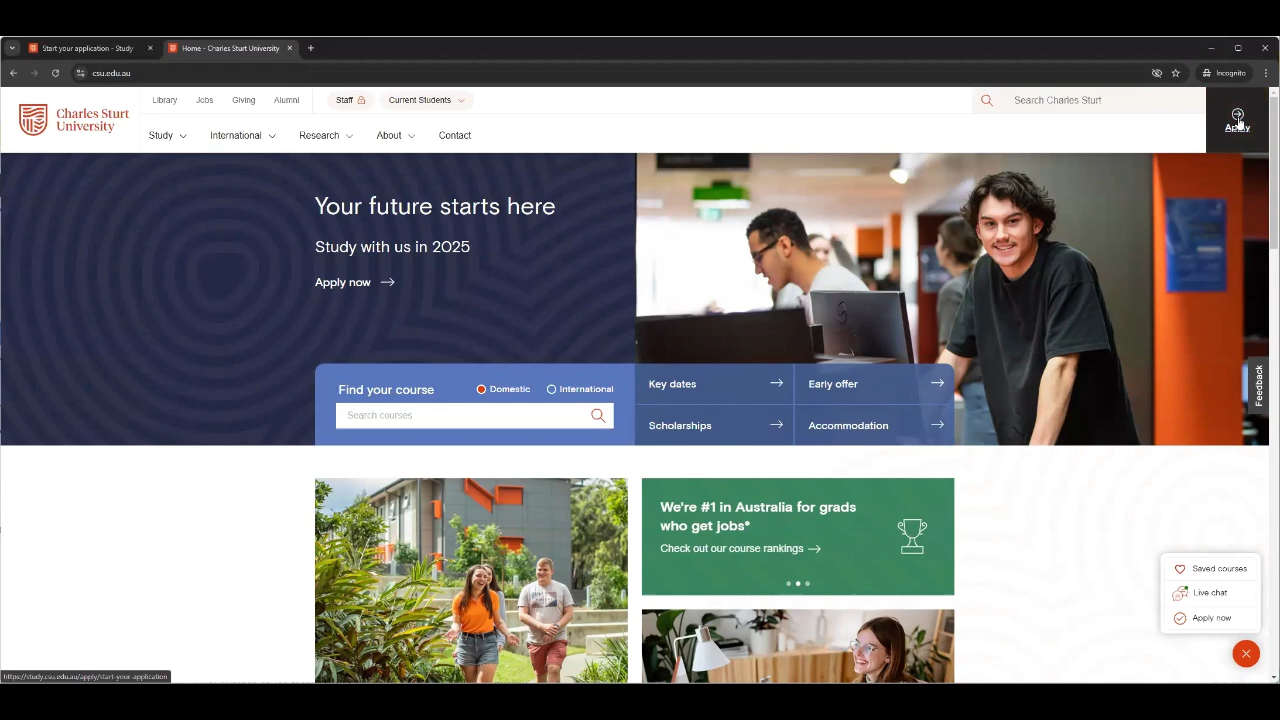 Start your application - Study
Home - Charles Sturt University
csu.edu.au
Incognito
Library
Jobs
Giving
Alumni
Staff
Current Students
Search Charles Sturt
Apply
Charles Sturt
University
Study
International
Research
About
Contact
Your future starts here
Study with us in 2025
Apply now
Find your course
Domestic
International
Search courses
Key dates
Early offer
Scholarships
Accommodation
Feedback
We're #1 in Australia for grads
who get jobs*
Check out our course rankings
Saved courses
Live chat
Apply now
https://study.csu.edu.au/apply/start-your-application